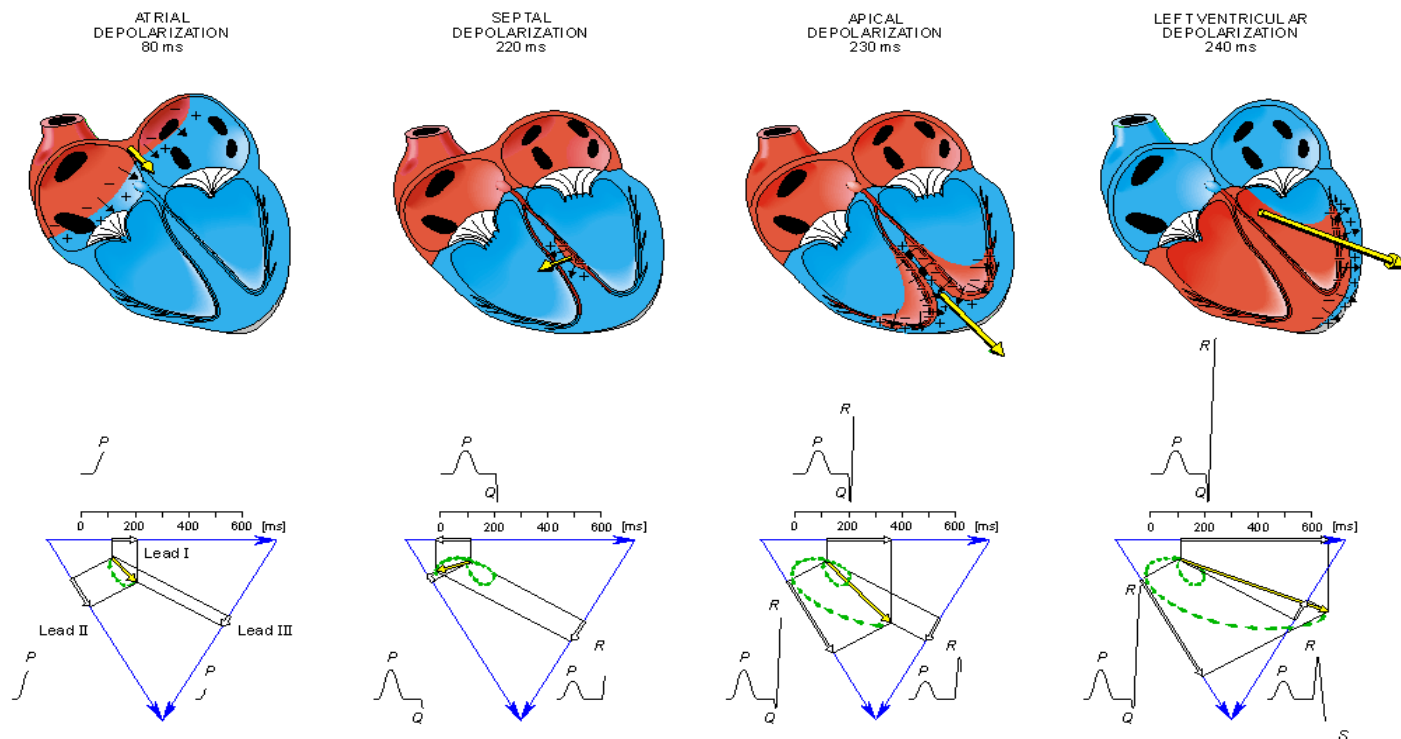 ATRIAL
DEPOLARIZATION
80 ms
SEPTAL
DEPOLARIZATION
220 ms
APICAL
DEPOLARIZATION
230 ms
LEFT VENTRICULAR
DEPOLARIZATION
240 ms
P
P
Q
R
P
Q
R
P
Q
0 200 400 600 [ms]
0 200 400 600 [ms]
0 200 400 600 [ms]
0 200 400 600 [ms]
Lead I
Lead II
Lead III
P
P
P
Q
P
R
R
P
Q
P
R
R
P
Q
P
R
S